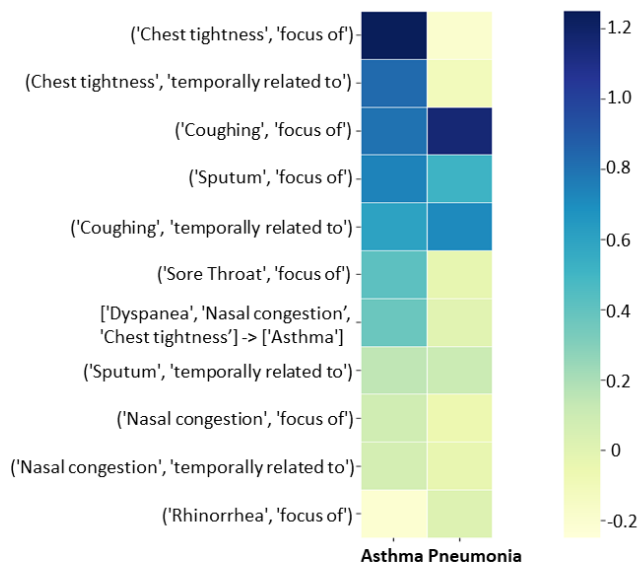 ('Chest tightness', 'focus of')
(Chest tightness', 'temporally related to')
('Coughing', 'focus of')
('Sputum', 'focus of')
('Coughing', 'temporally related to')
('Sore Throat', 'focus of')
['Dyspanea', 'Nasal congestion’,
'Chest tightness’] -> ['Asthma']
('Sputum', 'temporally related to')
('Nasal congestion', 'focus of')
('Nasal congestion', 'temporally related to')
('Rhinorrhea', 'focus of')
Asthma Pneumonia
1.2
1.0
0.8
0.6
0.4
0.2
0
-0.2